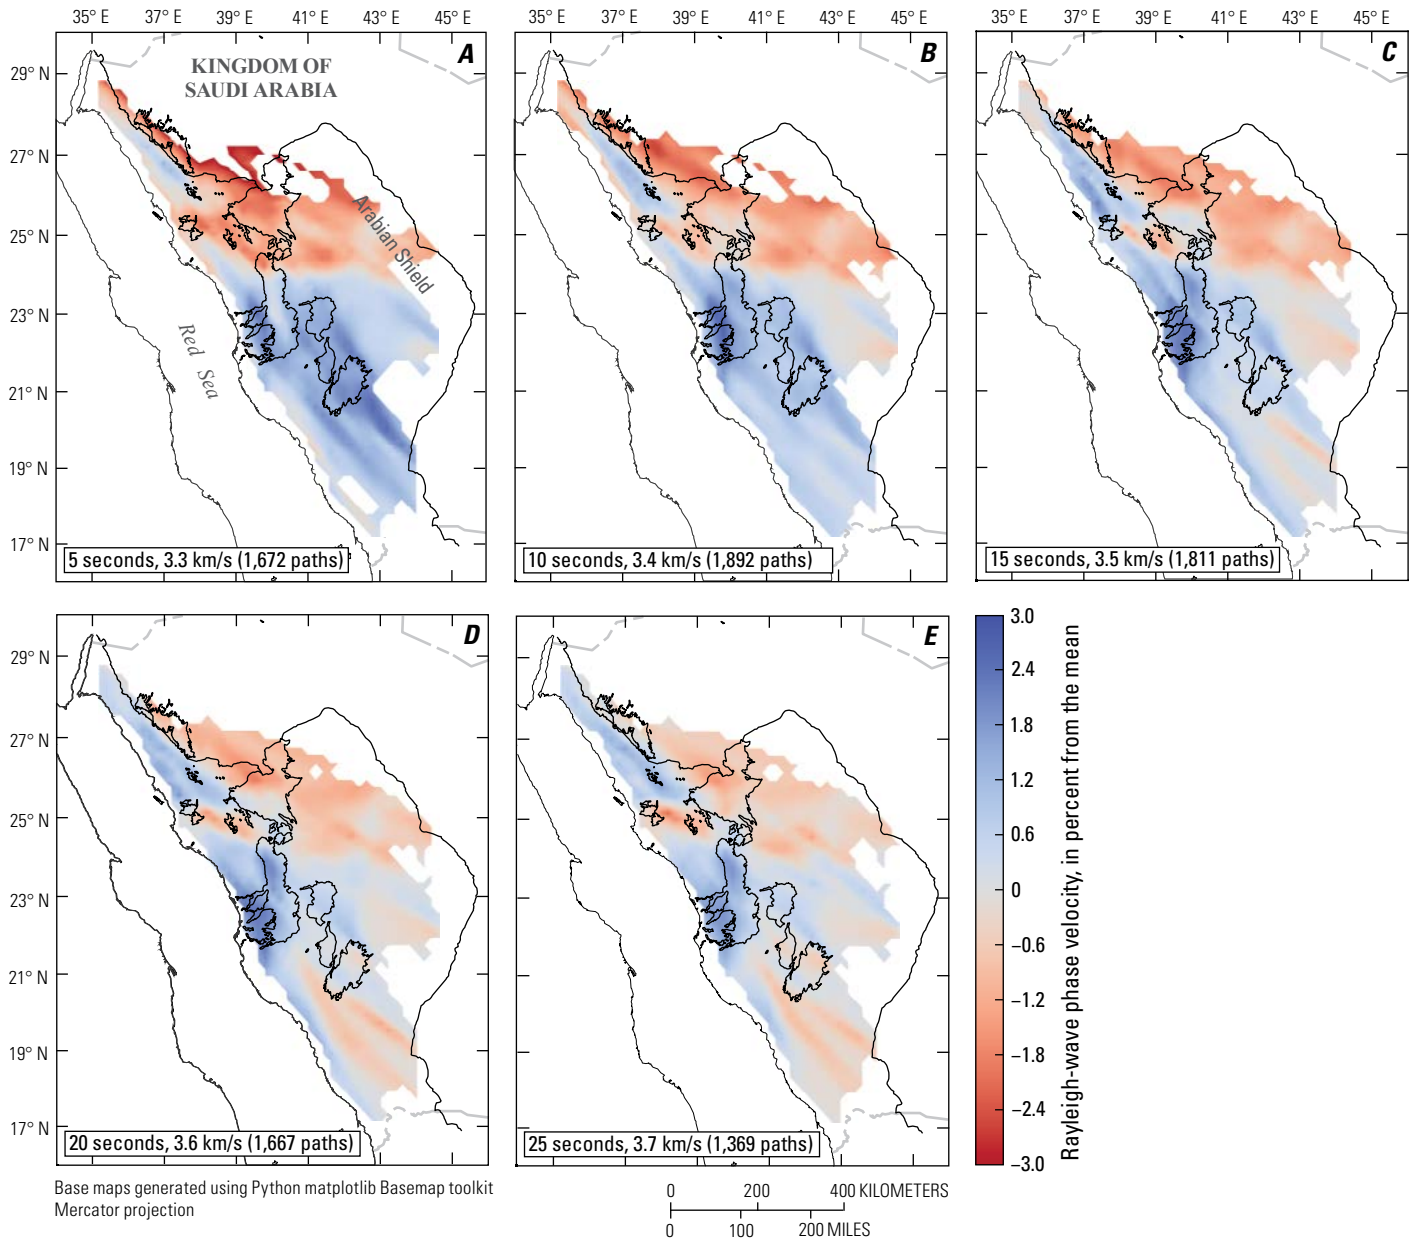 35° E 37° E 39° E 41° E 43° E 45° E
35° E 37° E 39° E 41° E 43° E 45° E
35° E 37° E 39° E 41° E 43° E 45° E
A
B
C
KINGDOM OF
SAUDI ARABIA
Arabian Shield
Red Sea
29° N
27° N
25° N
23° N
21° N
19° N
17° N
5 seconds, 3.3 km/s (1,672 paths)
10 seconds, 3.4 km/s (1,892 paths)
15 seconds, 3.5 km/s (1,811 paths)
D
E
29° N
27° N
25° N
23° N
21° N
19° N
17° N
20 seconds, 3.6 km/s (1,667 paths)
25 seconds, 3.7 km/s (1,369 paths)
3.0
2.4
1.8
1.2
0.6
0
−0.6
−1.2
−1.8
−2.4
−3.0
Rayleigh-wave phase velocity, in percent from the mean
Base maps generated using Python matplotlib Basemap toolkit
Mercator projection
0 200 400 KILOMETERS
0 100 200 MILES